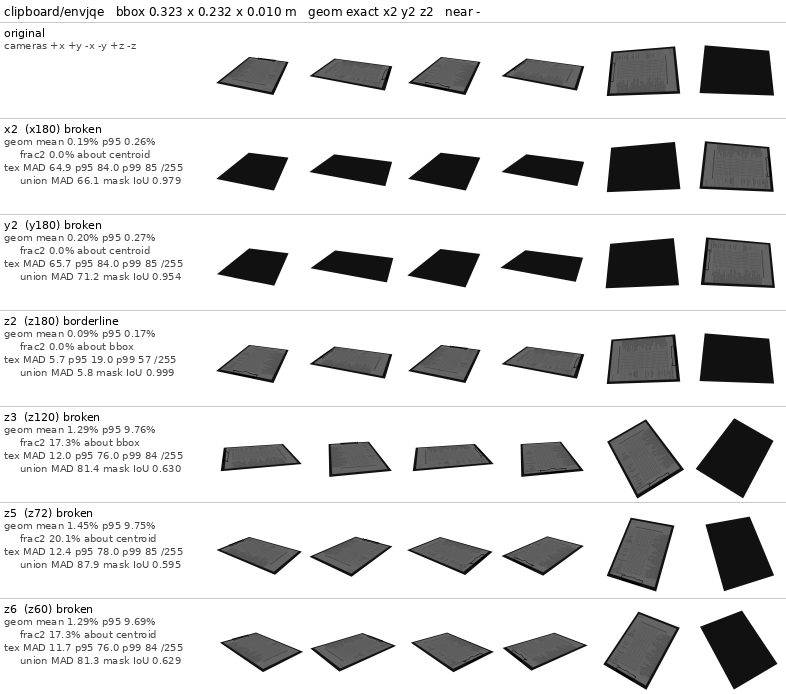 clipboard/envjqe   bbox 0.323 x 0.232 x 0.010 m   geom exact x2 y2 z2   near -
original
cameras +x +y -x -y +z -z
x2  (x180) broken
geom mean 0.19% p95 0.26%
frac2 0.0% about centroid
tex MAD 64.9 p95 84.0 p99 85 /255
union MAD 66.1 mask IoU 0.979
y2  (y180) broken
geom mean 0.20% p95 0.27%
frac2 0.0% about centroid
tex MAD 65.7 p95 84.0 p99 85 /255
union MAD 71.2 mask IoU 0.954
z2  (z180) borderline
geom mean 0.09% p95 0.17%
frac2 0.0% about bbox
tex MAD 5.7 p95 19.0 p99 57 /255
union MAD 5.8 mask IoU 0.999
z3  (z120) broken
geom mean 1.29% p95 9.76%
frac2 17.3% about bbox
tex MAD 12.0 p95 76.0 p99 84 /255
union MAD 81.4 mask IoU 0.630
z5  (z72) broken
geom mean 1.45% p95 9.75%
frac2 20.1% about centroid
tex MAD 12.4 p95 78.0 p99 85 /255
union MAD 87.9 mask IoU 0.595
z6  (z60) broken
geom mean 1.29% p95 9.69%
frac2 17.3% about centroid
tex MAD 11.7 p95 76.0 p99 84 /255
union MAD 81.3 mask IoU 0.629